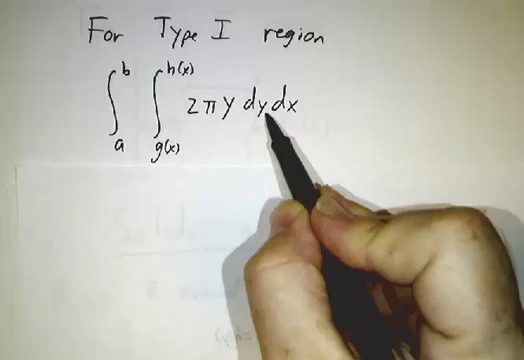 For Type I region
∫_a^b ∫_{g(x)}^{h(x)} 2πy dy dx